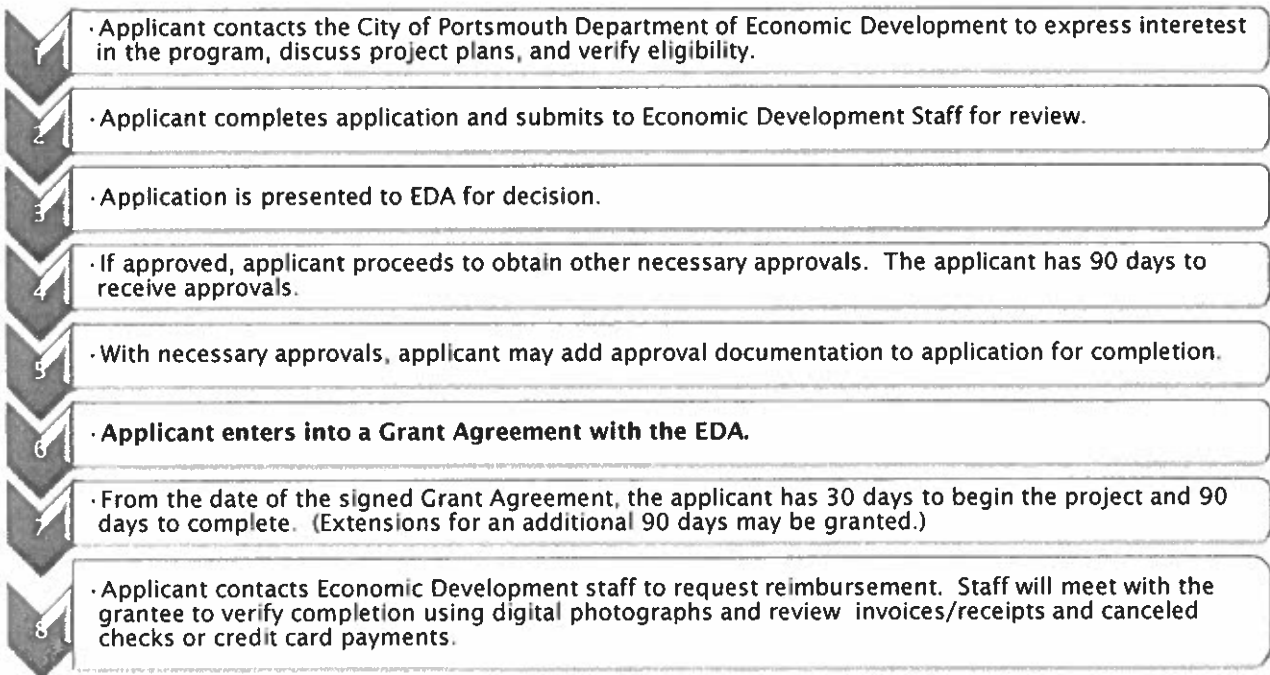 1
· Applicant contacts the City of Portsmouth Department of Economic Development to express interetest
in the program, discuss project plans, and verify eligibility.
2
· Applicant completes application and submits to Economic Development Staff for review.
3
· Application is presented to EDA for decision.
4
· If approved, applicant proceeds to obtain other necessary approvals. The applicant has 90 days to
receive approvals.
5
· With necessary approvals, applicant may add approval documentation to application for completion.
6
· Applicant enters into a Grant Agreement with the EDA.
7
· From the date of the signed Grant Agreement, the applicant has 30 days to begin the project and 90
days to complete. (Extensions for an additional 90 days may be granted.)
8
· Applicant contacts Economic Development staff to request reimbursement. Staff will meet with the
grantee to verify completion using digital photographs and review invoices/receipts and canceled
checks or credit card payments.